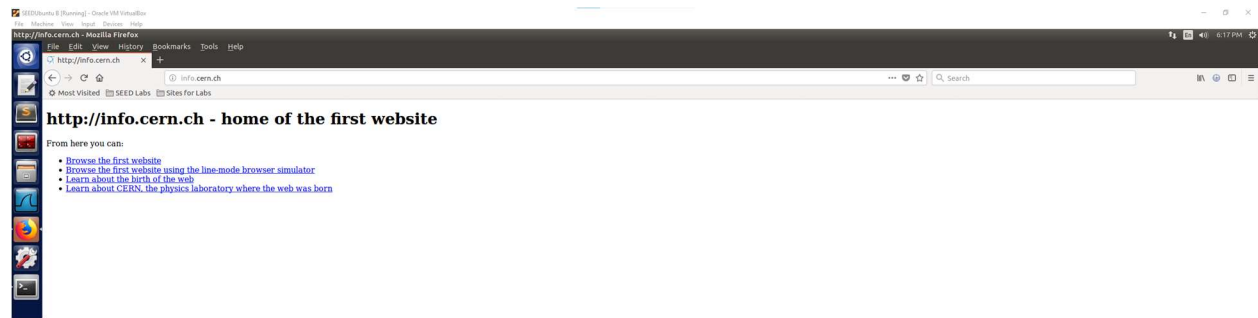 SEEDUbuntu B [Running] - Oracle VM VirtualBox
File Machine View Input Devices Help
http://info.cern.ch - Mozilla Firefox
En 6:17 PM
File Edit View History Bookmarks Tools Help
http://info.cern.ch
info.cern.ch
Search
Most Visited SEED Labs Sites for Labs
http://info.cern.ch - home of the first website
From here you can:
• Browse the first website
• Browse the first website using the line-mode browser simulator
• Learn about the birth of the web
• Learn about CERN, the physics laboratory where the web was born